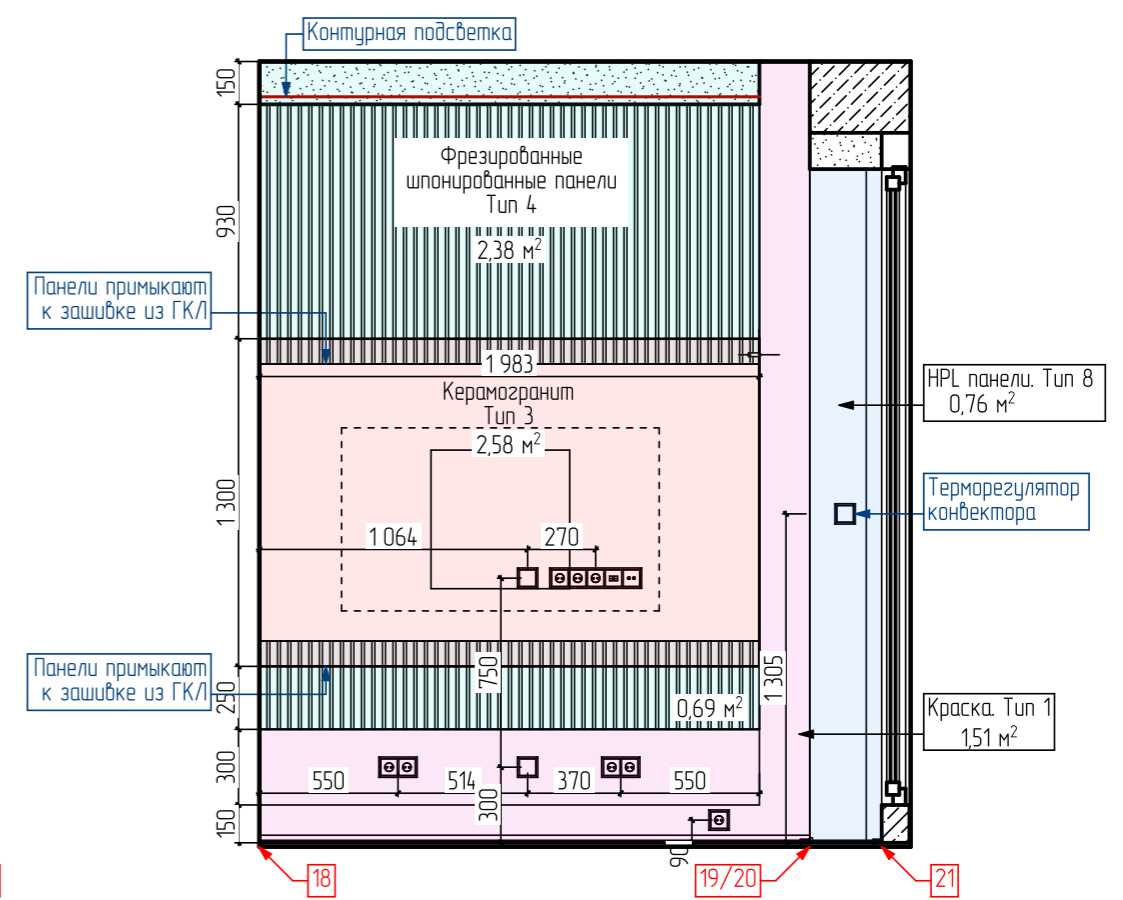 Контурная подсветка
150
Фрезированные
шпонированные панели
Тип 4
2,38 м²
930
Панели примыкают
к зашивке из ГКЛ
1 983
Керамогранит
Тип 3
2,58 м²
HPL панели. Тип 8
0,76 м²
1 300
Терморегулятор
конвектора
1 064
270
Панели примыкают
к зашивке из ГКЛ
250
750
1 305
0,69 м²
Краска. Тип 1
1,51 м²
300
550
514
370
550
300
150
90
18
19/20
21